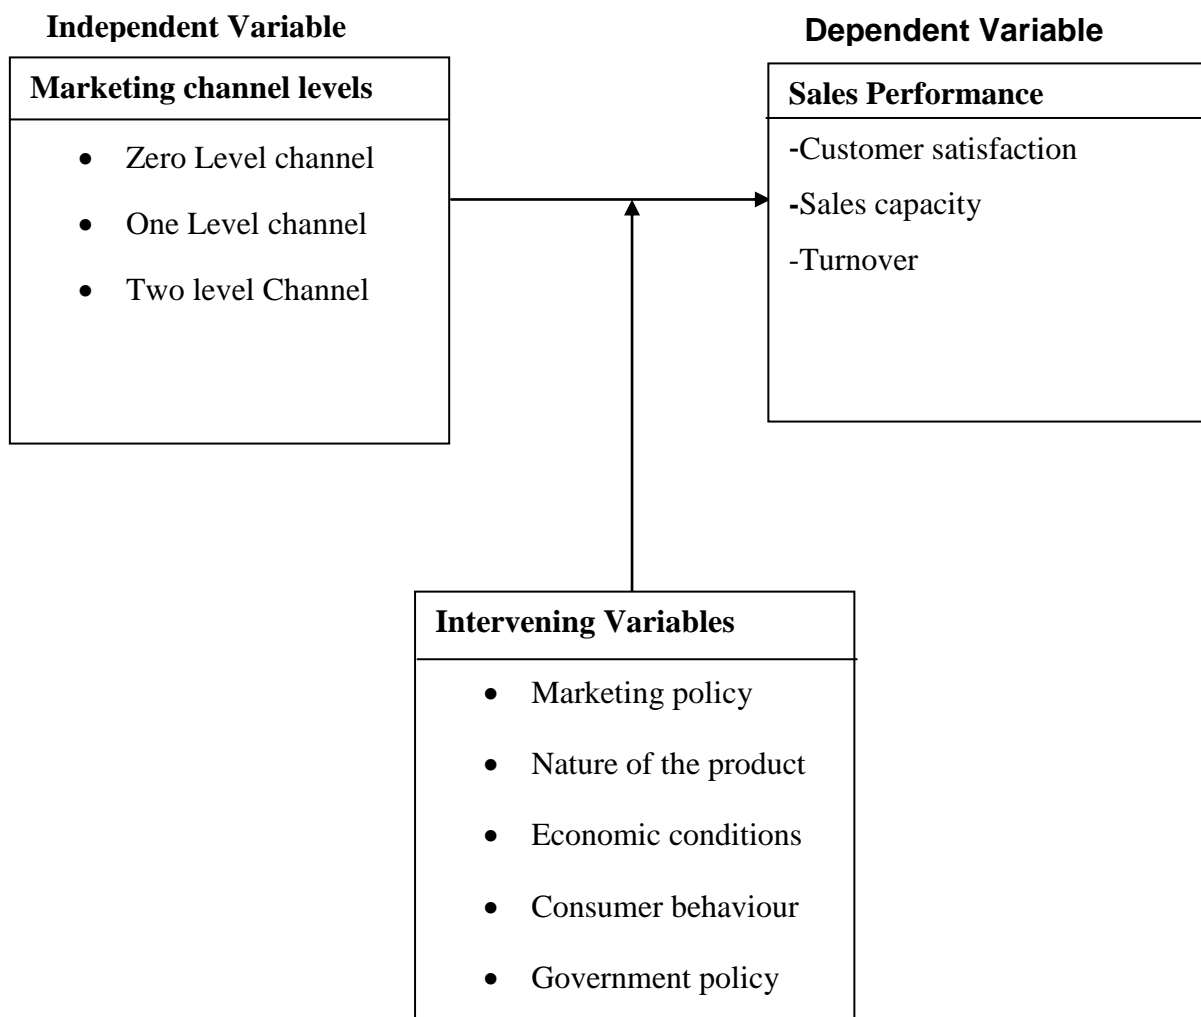 Independent Variable
Marketing channel levels
• Zero Level channel
• One Level channel
• Two level Channel
Dependent Variable
Sales Performance
-Customer satisfaction
-Sales capacity
-Turnover
Intervening Variables
• Marketing policy
• Nature of the product
• Economic conditions
• Consumer behaviour
• Government policy